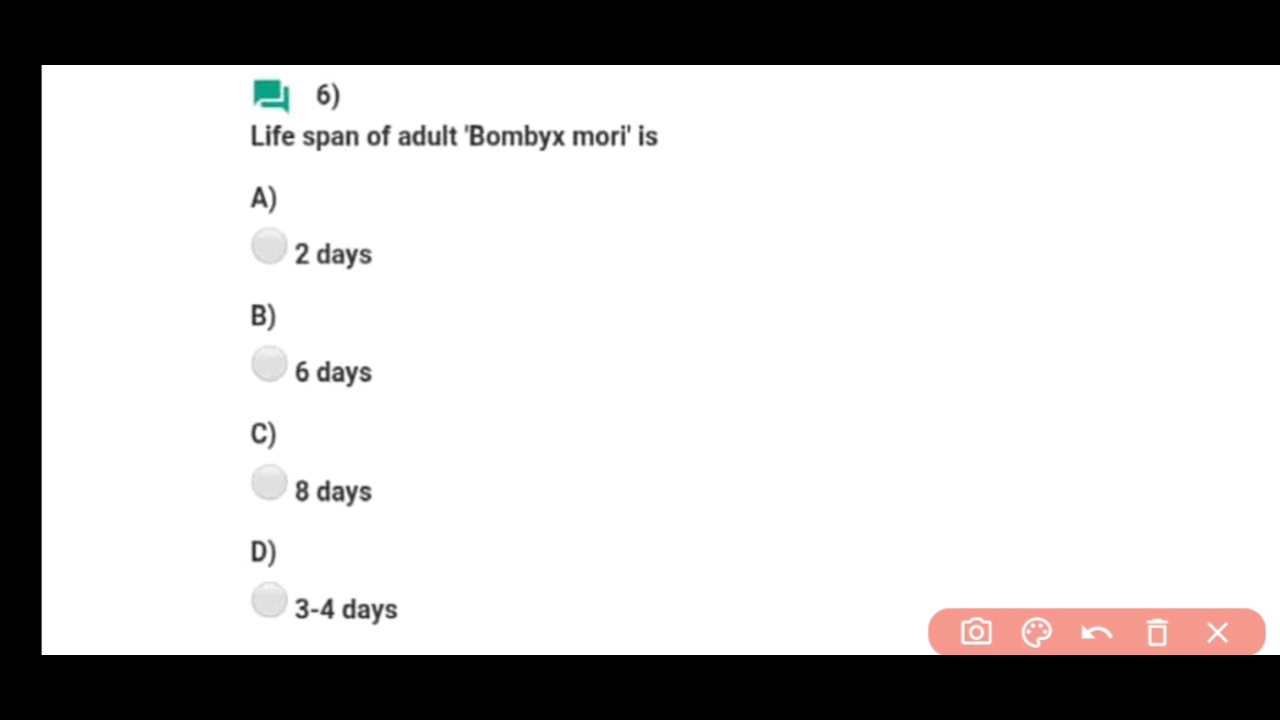 6)
Life span of adult 'Bombyx mori' is
A)
2 days
B)
6 days
C)
8 days
D)
3-4 days